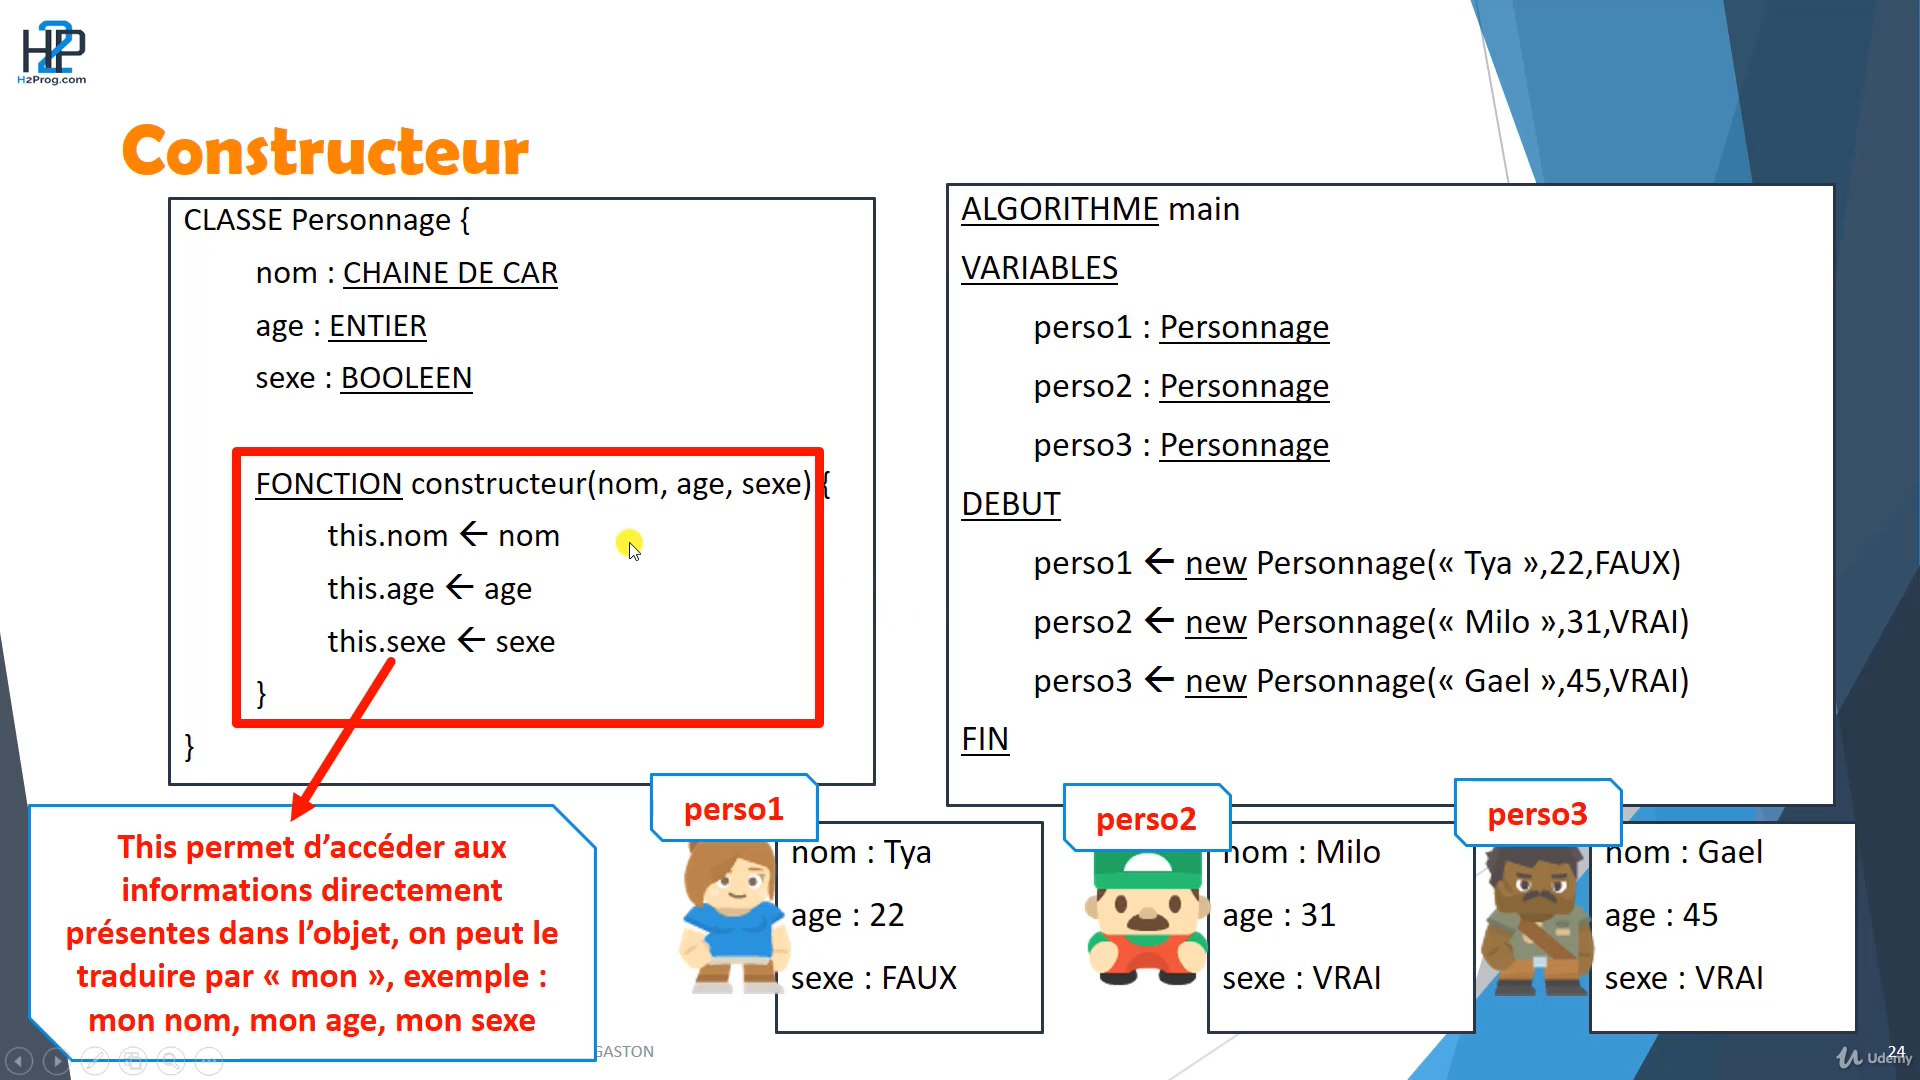 H2P
H2Prog.com
Constructeur
CLASSE Personnage {
nom : CHAINE DE CAR
age : ENTIER
sexe : BOOLEEN
FONCTION constructeur(nom, age, sexe) {
this.nom ← nom
this.age ← age
this.sexe ← sexe
}
}
This permet d’accéder aux
informations directement
présentes dans l’objet, on peut le
traduire par « mon », exemple :
mon nom, mon age, mon sexe
ALGORITHME main
VARIABLES
perso1 : Personnage
perso2 : Personnage
perso3 : Personnage
DEBUT
perso1 ← new Personnage(« Tya »,22,FAUX)
perso2 ← new Personnage(« Milo »,31,VRAI)
perso3 ← new Personnage(« Gael »,45,VRAI)
FIN
perso1
nom : Tya
age : 22
sexe : FAUX
perso2
nom : Milo
age : 31
sexe : VRAI
perso3
nom : Gael
age : 45
sexe : VRAI
GASTON
24
Udemy